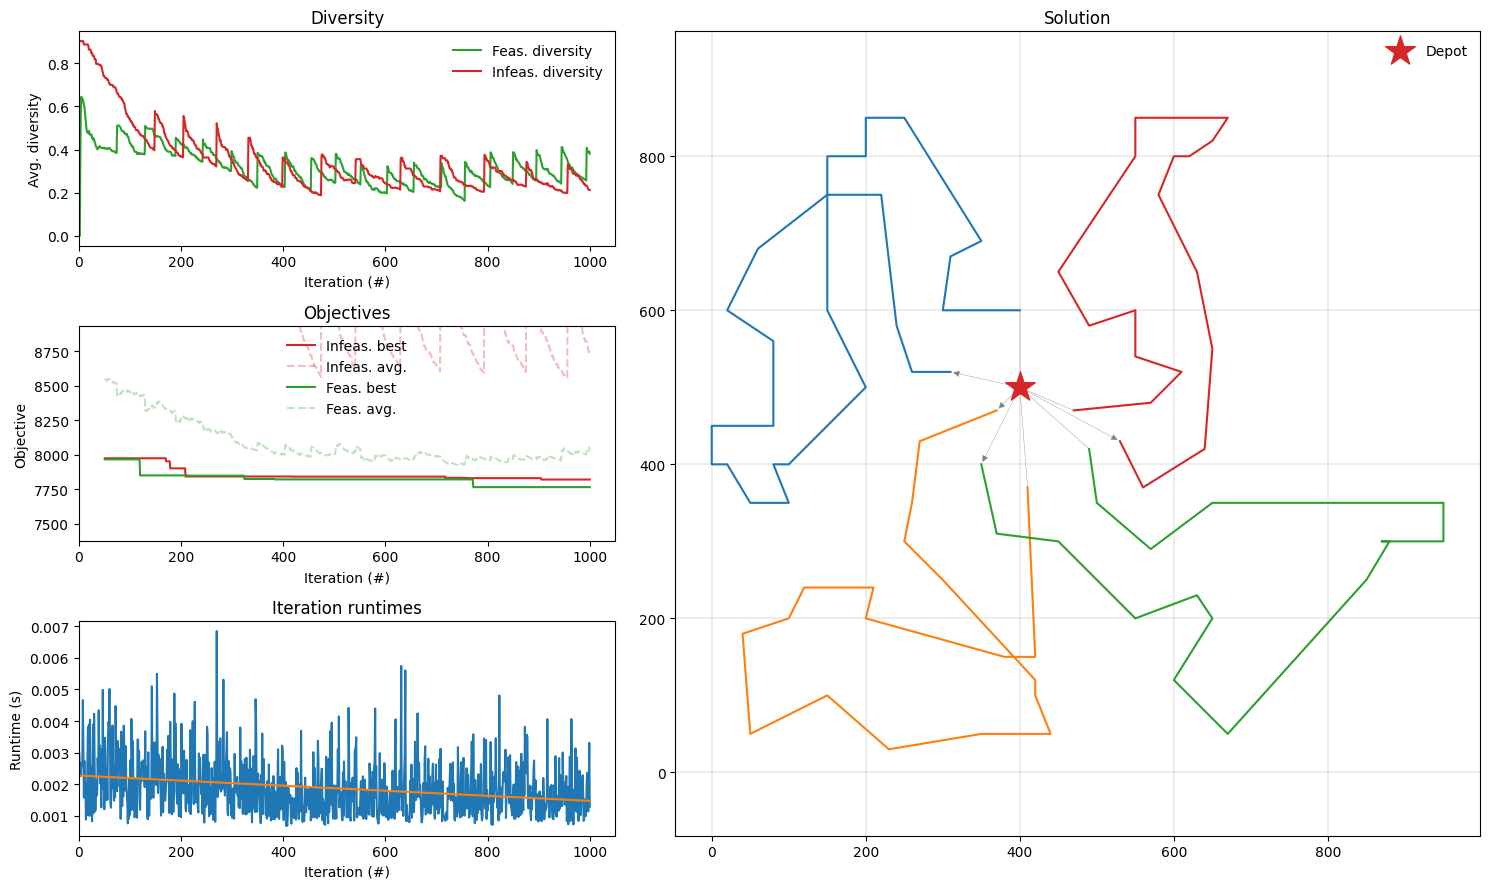 Diversity
0.8
0.6
0.4
0.2
0.0
Avg. diversity
Feas. diversity
Infeas. diversity
0 200 400 600 800 1000
Iteration (#)
Objectives
8750
8500
8250
8000
7750
7500
Objective
Infeas. best
Infeas. avg.
Feas. best
Feas. avg.
0 200 400 600 800 1000
Iteration (#)
Iteration runtimes
0.007
0.006
0.005
0.004
0.003
0.002
0.001
Runtime (s)
0 200 400 600 800 1000
Iteration (#)
Solution
Depot
800
600
400
200
0
0 200 400 600 800